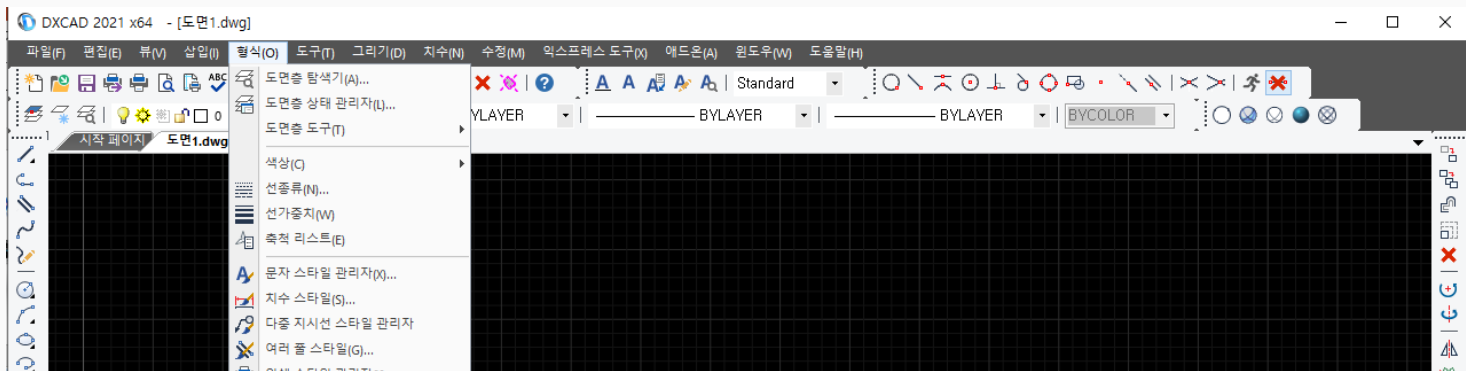 DXCAD 2021 x64 - [도면1.dwg]
파일(F) 편집(E) 뷰(V) 삽입(I) 형식(O) 도구(T) 그리기(D) 치수(N) 수정(M) 익스프레스 도구(X) 애드온(A) 윈도우(W) 도움말(H)
ABC
도면층 탐색기(A)...
Standard
도면층 상태 관리자(L)...
0
YLAYER
BYLAYER
BYLAYER
BYCOLOR
도면층 도구(T)
1
시작 페이지
도면1.dwg
색상(C)
선종류(N)...
선가중치(W)
축척 리스트(E)
문자 스타일 관리자(X)...
치수 스타일(S)...
다중 지시선 스타일 관리자
여러 줄 스타일(G)...